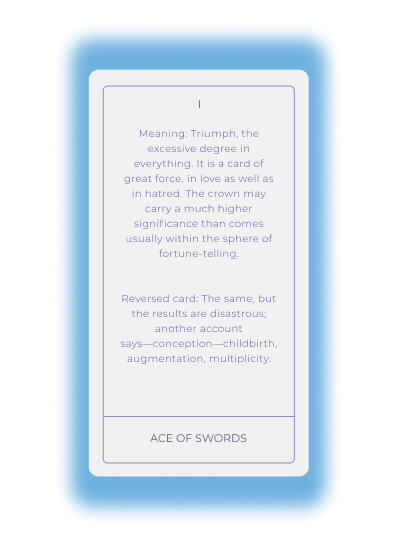 I
Meaning: Triumph, the
excessive degree in
everything. It is a card of
great force, in love as well as
in hatred. The crown may
carry a much higher
significance than comes
usually within the sphere of
fortune-telling.
Reversed card: The same, but
the results are disastrous;
another account
says—conception—childbirth,
augmentation, multiplicity.
ACE OF SWORDS